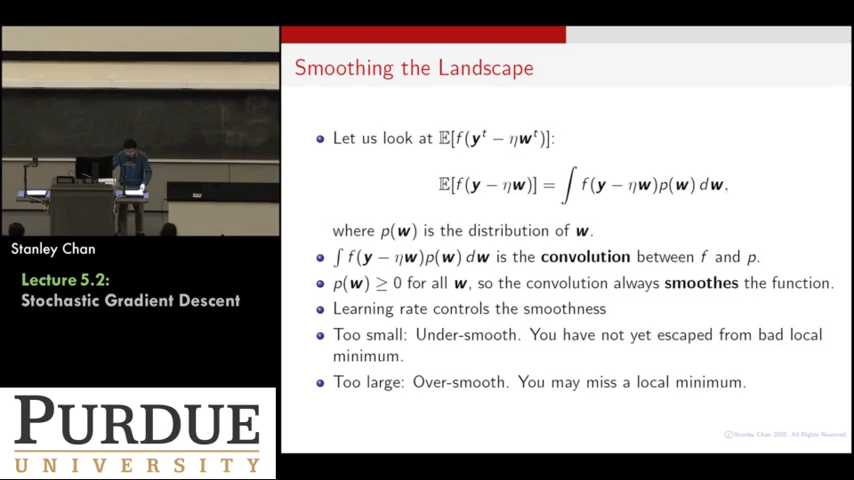 Smoothing the Landscape
Let us look at 𝔼[f(yᵗ − ηwᵗ)]:
𝔼[f(y − ηw)] = ∫ f(y − ηw)p(w) dw,
where p(w) is the distribution of w.
∫ f(y − ηw)p(w) dw is the convolution between f and p.
p(w) ≥ 0 for all w, so the convolution always smoothes the function.
Learning rate controls the smoothness
Too small: Under-smooth. You have not yet escaped from bad local
minimum.
Too large: Over-smooth. You may miss a local minimum.
©Stanley Chan 2020. All Rights Reserved
Stanley Chan
Lecture 5.2:
Stochastic Gradient Descent
PURDUE
UNIVERSITY